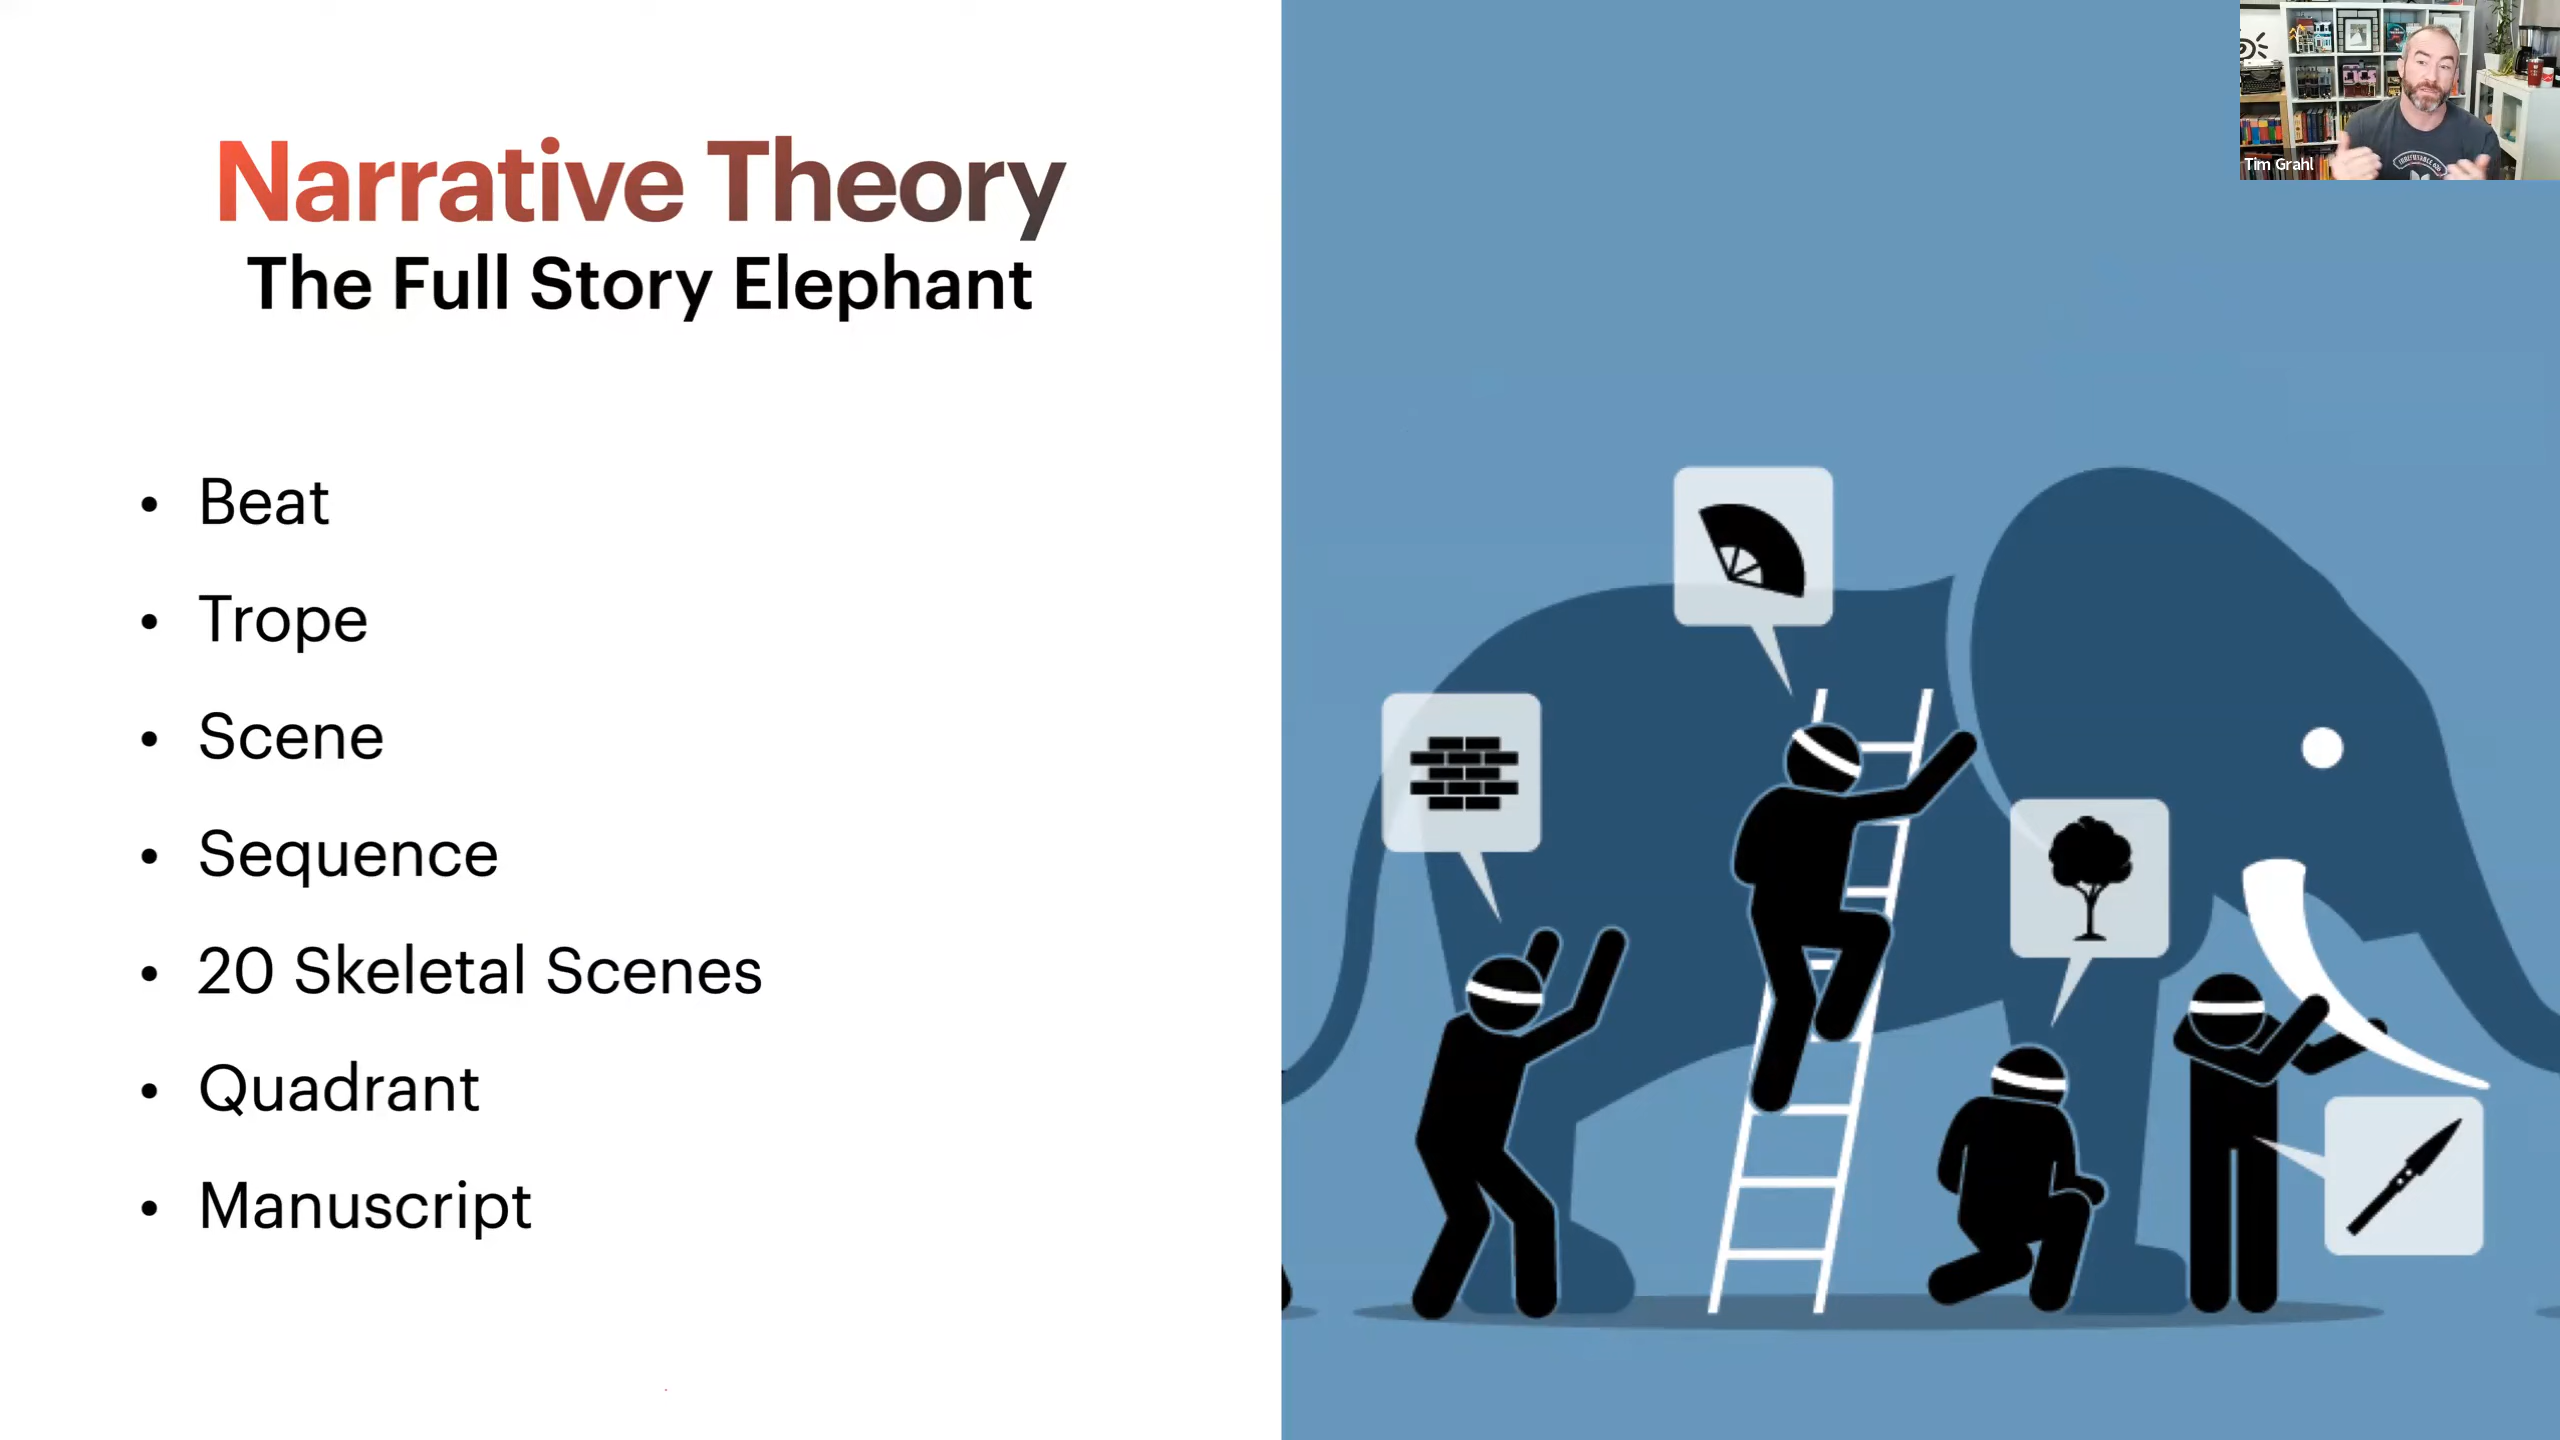 Narrative Theory
The Full Story Elephant
• Beat
• Trope
• Scene
• Sequence
• 20 Skeletal Scenes
• Quadrant
• Manuscript
Tim Grahl